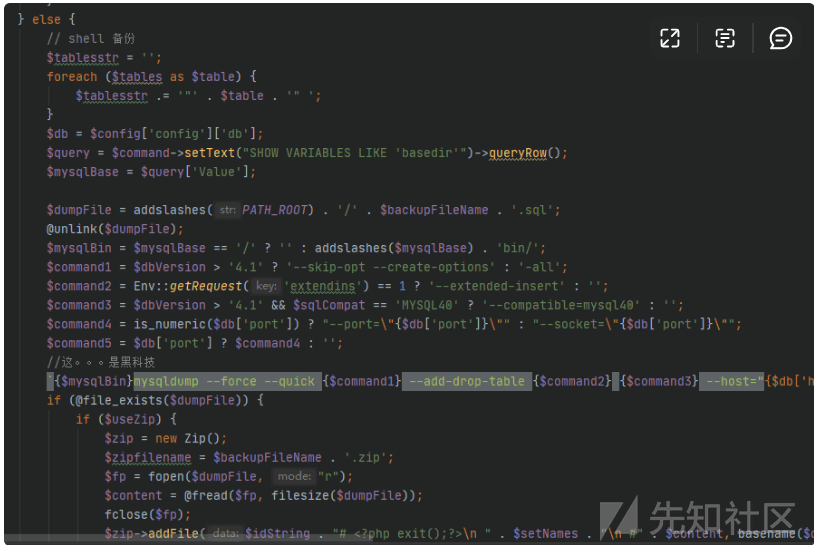 } else {
// shell 备份
$tablesstr = '';
foreach ($tables as $table) {
$tablesstr .= '"' . $table . '" ';
}
$db = $config['config']['db'];
$query = $command->setText("SHOW VARIABLES LIKE 'basedir'")->queryRow();
$mysqlBase = $query['Value'];
$dumpFile = addslashes( str: PATH_ROOT) . '/' . $backupFileName . '.sql';
@unlink($dumpFile);
$mysqlBin = $mysqlBase == '/' ? '' : addslashes($mysqlBase) . 'bin/';
$command1 = $dbVersion > '4.1' ? '--skip-opt --create-options' : '-all';
$command2 = Env::getRequest( key: 'extendins') == 1 ? '--extended-insert' : '';
$command3 = $dbVersion > '4.1' && $sqlCompat == 'MYSQL40' ? '--compatible=mysql40' : '';
$command4 = is_numeric($db['port']) ? "--port=\"{$db['port']}\"" : "--socket=\"{$db['port']}\"";
$command5 = $db['port'] ? $command4 : '';
//这。。。是黑科技
`{$mysqlBin}mysqldump --force --quick {$command1} --add-drop-table {$command2} {$command3} --host="{$db['h
if (@file_exists($dumpFile)) {
if ($useZip) {
$zip = new Zip();
$zipfilename = $backupFileName . '.zip';
$fp = fopen($dumpFile, mode: "r");
$content = @fread($fp, filesize($dumpFile));
fclose($fp);
$zip->addFile( data: $idString . "# <?php exit();?>\n " . $setNames . "\n #" . $content, basename($d
先知社区